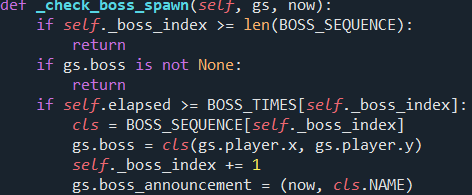 def _check_boss_spawn(self, gs, now):
    if self._boss_index >= len(BOSS_SEQUENCE):
        return
    if gs.boss is not None:
        return
    if self.elapsed >= BOSS_TIMES[self._boss_index]:
        cls = BOSS_SEQUENCE[self._boss_index]
        gs.boss = cls(gs.player.x, gs.player.y)
        self._boss_index += 1
        gs.boss_announcement = (now, cls.NAME)